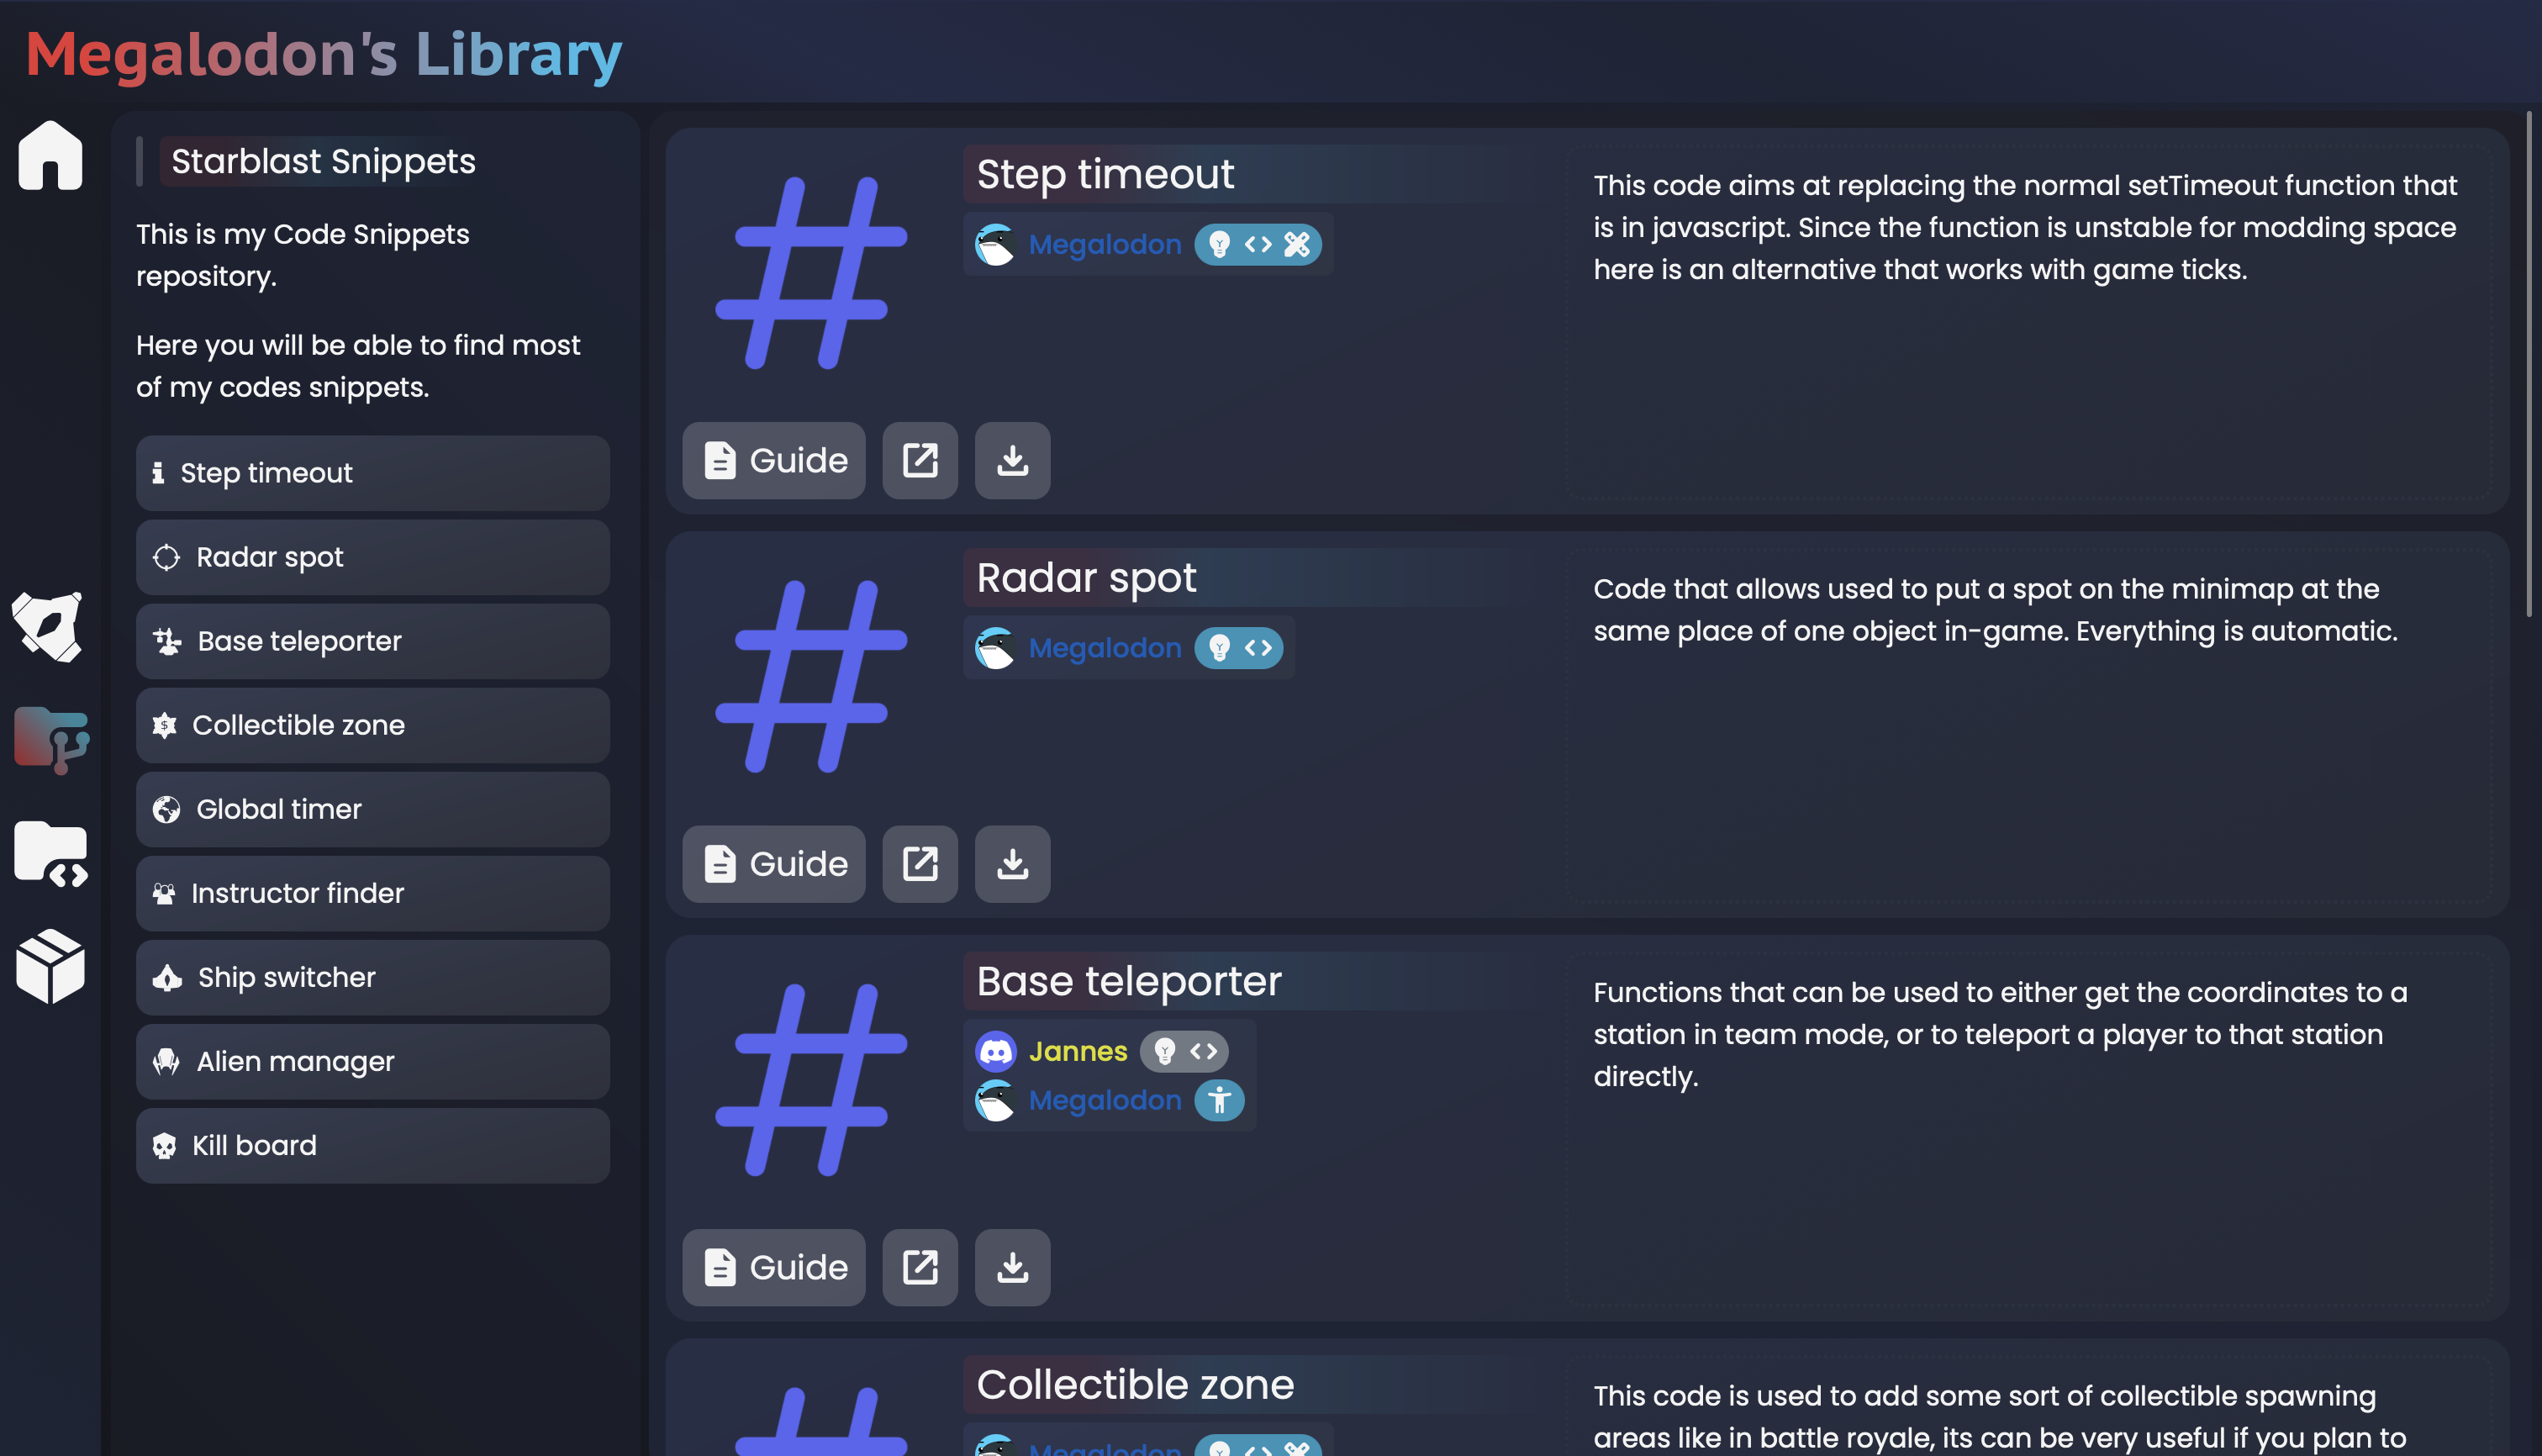 Megalodon's Library
Starblast Snippets
This is my Code Snippets
repository.
Here you will be able to find most
of my codes snippets.
Step timeout
Radar spot
Base teleporter
Collectible zone
Global timer
Instructor finder
Ship switcher
Alien manager
Kill board
Step timeout
Megalodon
Guide
This code aims at replacing the normal setTimeout function that
is in javascript. Since the function is unstable for modding space
here is an alternative that works with game ticks.
Radar spot
Megalodon
Guide
Code that allows used to put a spot on the minimap at the
same place of one object in-game. Everything is automatic.
Base teleporter
Jannes
Megalodon
Guide
Functions that can be used to either get the coordinates to a
station in team mode, or to teleport a player to that station
directly.
Collectible zone
Megalodon
This code is used to add some sort of collectible spawning
areas like in battle royale, its can be very useful if you plan to